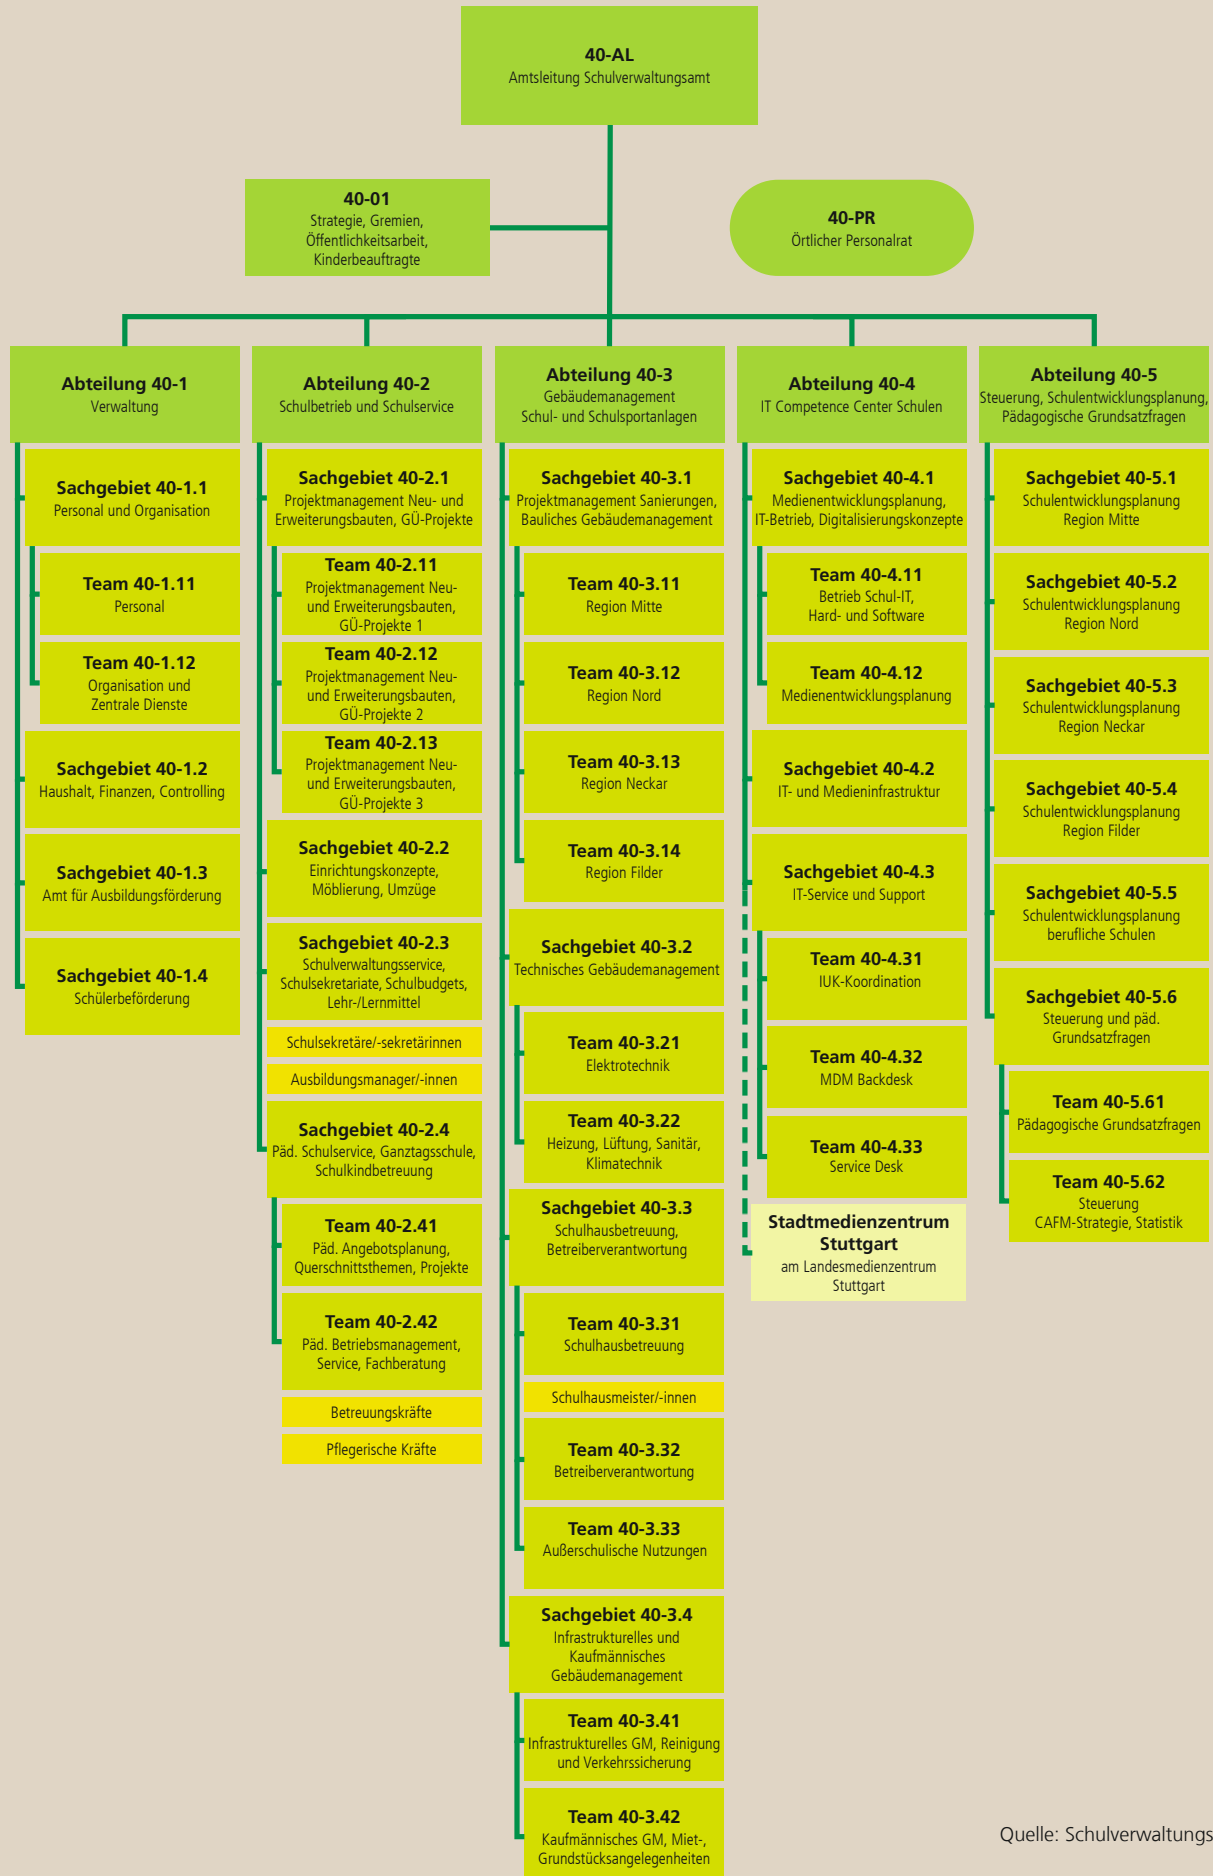 40-AL
Amtsleitung Schulverwaltungsamt
40-01
Strategie, Gremien,
Öffentlichkeitsarbeit,
Kinderbeauftragte
40-PR
Örtlicher Personalrat
Abteilung 40-1
Verwaltung
Sachgebiet 40-1.1
Personal und Organisation
Team 40-1.11
Personal
Team 40-1.12
Organisation und
Zentrale Dienste
Sachgebiet 40-1.2
Haushalt, Finanzen, Controlling
Sachgebiet 40-1.3
Amt für Ausbildungsförderung
Sachgebiet 40-1.4
Schülerbeförderung
Abteilung 40-2
Schulbetrieb und Schulservice
Sachgebiet 40-2.1
Projektmanagement Neu- und
Erweiterungsbauten, GÜ-Projekte
Team 40-2.11
Projektmanagement Neu-
und Erweiterungsbauten,
GÜ-Projekte 1
Team 40-2.12
Projektmanagement Neu-
und Erweiterungsbauten,
GÜ-Projekte 2
Team 40-2.13
Projektmanagement Neu-
und Erweiterungsbauten,
GÜ-Projekte 3
Sachgebiet 40-2.2
Einrichtungskonzepte,
Möblierung, Umzüge
Sachgebiet 40-2.3
Schulverwaltungsservice,
Schulsekretariate, Schulbudgets,
Lehr-/Lernmittel
Schulsekretäre/-sekretärinnen
Ausbildungsmanager/-innen
Sachgebiet 40-2.4
Päd. Schulservice, Ganztagsschule,
Schulkindbetreuung
Team 40-2.41
Päd. Angebotsplanung,
Querschnittsthemen, Projekte
Team 40-2.42
Päd. Betriebsmanagement,
Service, Fachberatung
Betreuungskräfte
Pflegerische Kräfte
Abteilung 40-3
Gebäudemanagement
Schul- und Schulsportanlagen
Sachgebiet 40-3.1
Projektmanagement Sanierungen,
Bauliches Gebäudemanagement
Team 40-3.11
Region Mitte
Team 40-3.12
Region Nord
Team 40-3.13
Region Neckar
Team 40-3.14
Region Filder
Sachgebiet 40-3.2
Technisches Gebäudemanagement
Team 40-3.21
Elektrotechnik
Team 40-3.22
Heizung, Lüftung, Sanitär,
Klimatechnik
Sachgebiet 40-3.3
Schulhausbetreuung,
Betreiberverantwortung
Team 40-3.31
Schulhausbetreuung
Schulhausmeister/-innen
Team 40-3.32
Betreiberverantwortung
Team 40-3.33
Außerschulische Nutzungen
Sachgebiet 40-3.4
Infrastrukturelles und
Kaufmännisches
Gebäudemanagement
Team 40-3.41
Infrastrukturelles GM, Reinigung
und Verkehrssicherung
Team 40-3.42
Kaufmännisches GM, Miet-,
Grundstücksangelegenheiten
Abteilung 40-4
IT Competence Center Schulen
Sachgebiet 40-4.1
Medienentwicklungsplanung,
IT-Betrieb, Digitalisierungskonzepte
Team 40-4.11
Betrieb Schul-IT,
Hard- und Software
Team 40-4.12
Medienentwicklungsplanung
Sachgebiet 40-4.2
IT- und Medieninfrastruktur
Sachgebiet 40-4.3
IT-Service und Support
Team 40-4.31
IUK-Koordination
Team 40-4.32
MDM Backdesk
Team 40-4.33
Service Desk
Stadtmedienzentrum
Stuttgart
am Landesmedienzentrum
Stuttgart
Abteilung 40-5
Steuerung, Schulentwicklungsplanung,
Pädagogische Grundsatzfragen
Sachgebiet 40-5.1
Schulentwicklungsplanung
Region Mitte
Sachgebiet 40-5.2
Schulentwicklungsplanung
Region Nord
Sachgebiet 40-5.3
Schulentwicklungsplanung
Region Neckar
Sachgebiet 40-5.4
Schulentwicklungsplanung
Region Filder
Sachgebiet 40-5.5
Schulentwicklungsplanung
berufliche Schulen
Sachgebiet 40-5.6
Steuerung und päd.
Grundsatzfragen
Team 40-5.61
Pädagogische Grundsatzfragen
Team 40-5.62
Steuerung
CAFM-Strategie, Statistik
Quelle: Schulverwaltungs